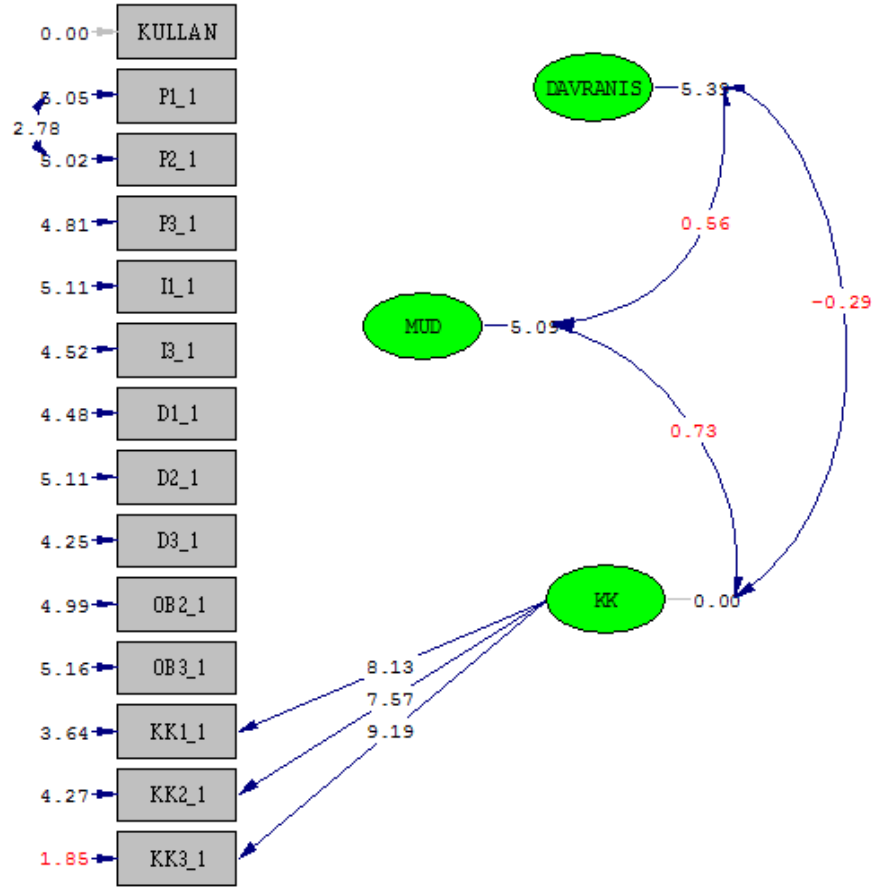 0.00 KULLAN
DAVRANIS 5.39
5.05 P1_1
2.78
5.02 P2_1
4.81 P3_1
0.56
5.11 I1_1
-0.29
MUD 5.09
4.52 I3_1
4.48 D1_1
0.73
5.11 D2_1
4.25 D3_1
4.99 OB2_1
KK 0.00
5.16 OB3_1
8.13
7.57
3.64 KK1_1
9.19
4.27 KK2_1
1.85 KK3_1